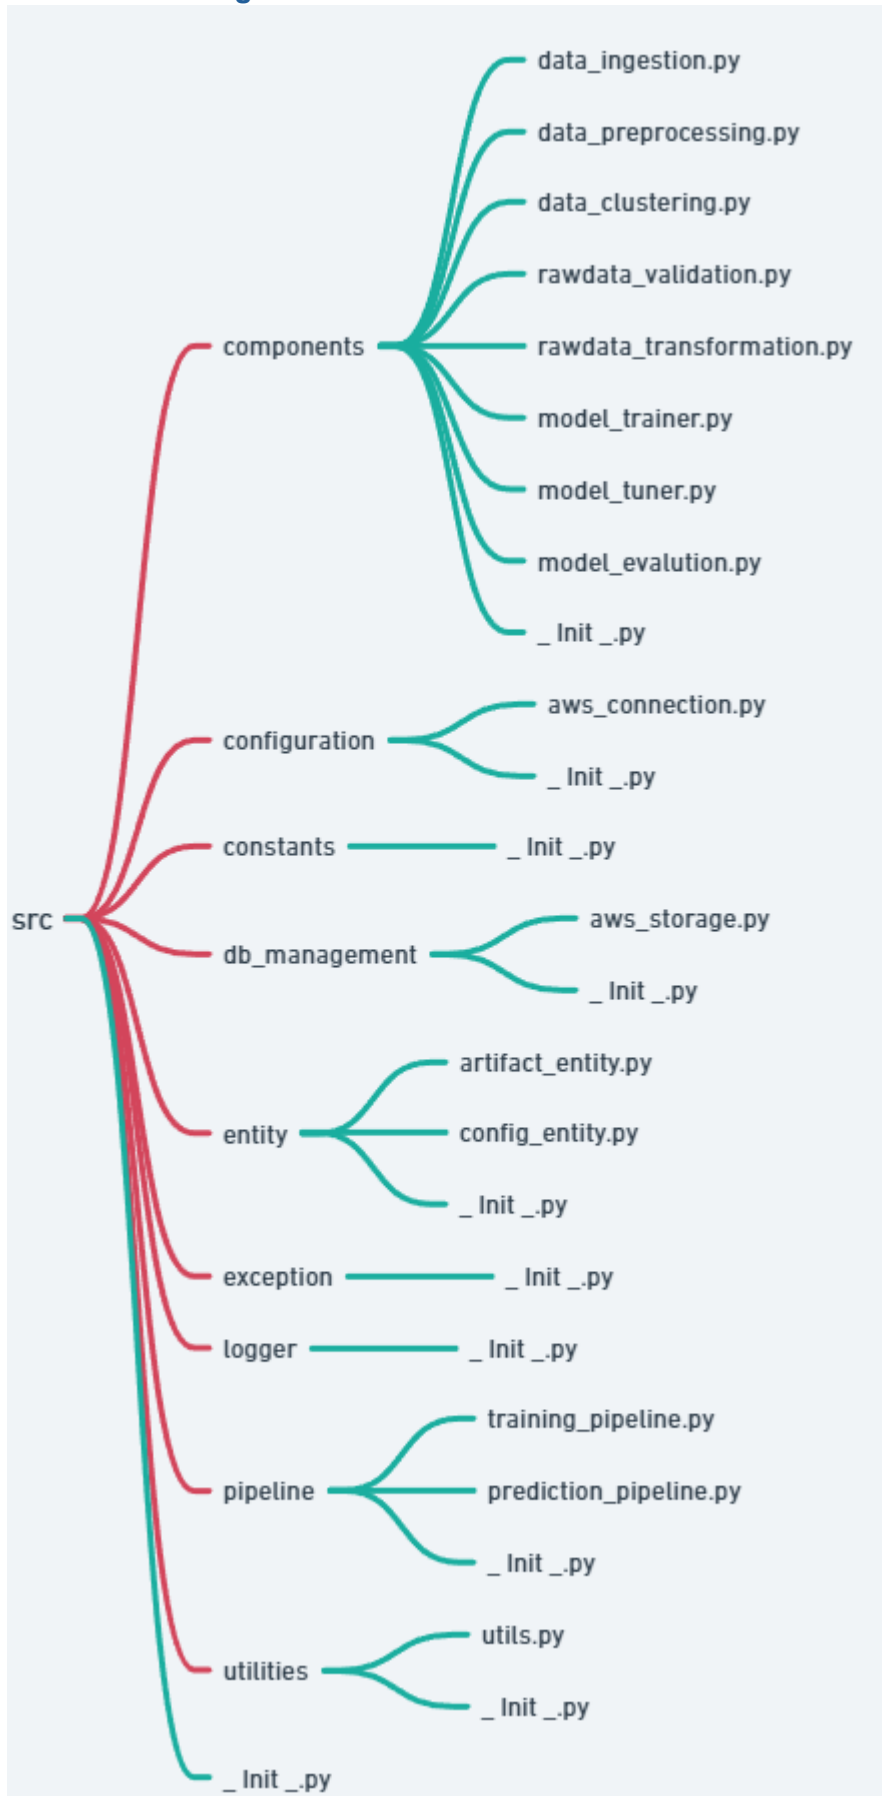 data_ingestion.py
data_preprocessing.py
data_clustering.py
rawdata_validation.py
components
rawdata_transformation.py
model_trainer.py
model_tuner.py
model_evalution.py
_ Init _.py
aws_connection.py
configuration
_ Init _.py
constants
_ Init _.py
src
aws_storage.py
db_management
_ Init _.py
artifact_entity.py
entity
config_entity.py
_ Init _.py
exception
_ Init _.py
logger
_ Init _.py
training_pipeline.py
pipeline
prediction_pipeline.py
_ Init _.py
utils.py
utilities
_ Init _.py
_ Init _.py